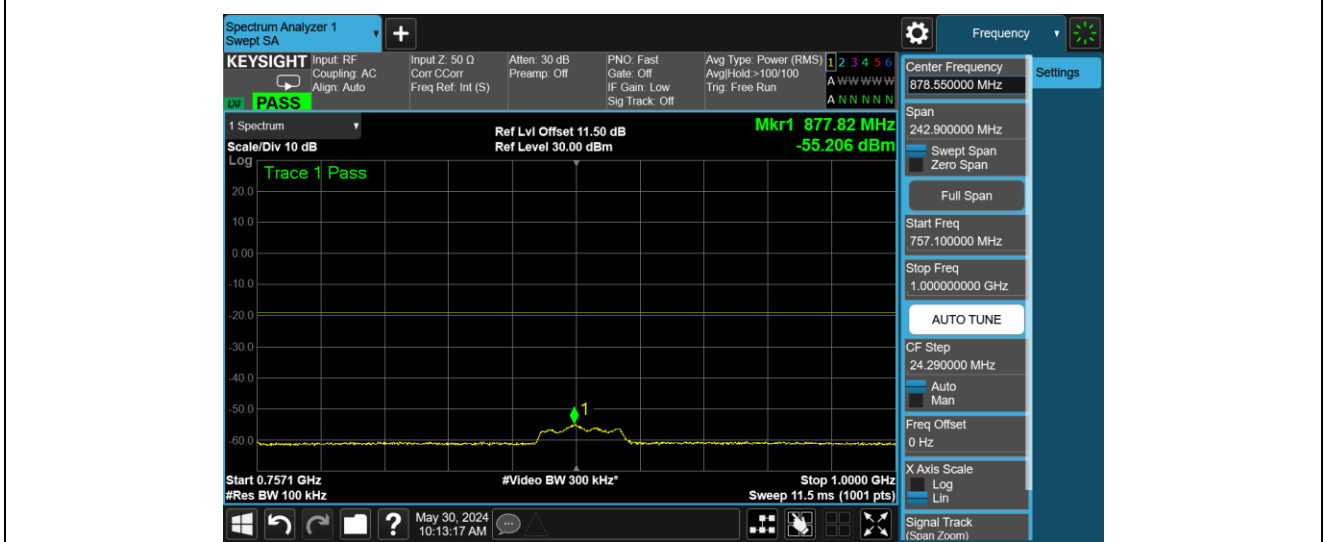 Spectrum Analyzer 1
Swept SA
+
Frequency
KEYSIGHT
Input: RF
Coupling: AC
Align: Auto
Input Z: 50 Ω
Corr CCorr
Freq Ref: Int (S)
Atten: 30 dB
Preamp: Off
PNO: Fast
Gate: Off
IF Gain: Low
Sig Track: Off
Avg Type: Power (RMS)
Avg|Hold:>100/100
Trig: Free Run
1 2 3 4 5 6
A W W W W W
A N N N N N
LXI
PASS
1 Spectrum
Scale/Div 10 dB
Ref Lvl Offset 11.50 dB
Ref Level 30.00 dBm
Mkr1 877.82 MHz
-55.206 dBm
Log
Trace 1 Pass
20.0
10.0
0.00
-10.0
-20.0
-30.0
-40.0
-50.0
-60.0
1
Start 0.7571 GHz
#Res BW 100 kHz
#Video BW 300 kHz*
Stop 1.0000 GHz
Sweep 11.5 ms (1001 pts)
?
May 30, 2024
10:13:17 AM
Center Frequency
878.550000 MHz
Settings
Span
242.900000 MHz
Swept Span
Zero Span
Full Span
Start Freq
757.100000 MHz
Stop Freq
1.000000000 GHz
AUTO TUNE
CF Step
24.290000 MHz
Auto
Man
Freq Offset
0 Hz
X Axis Scale
Log
Lin
Signal Track
(Span Zoom)